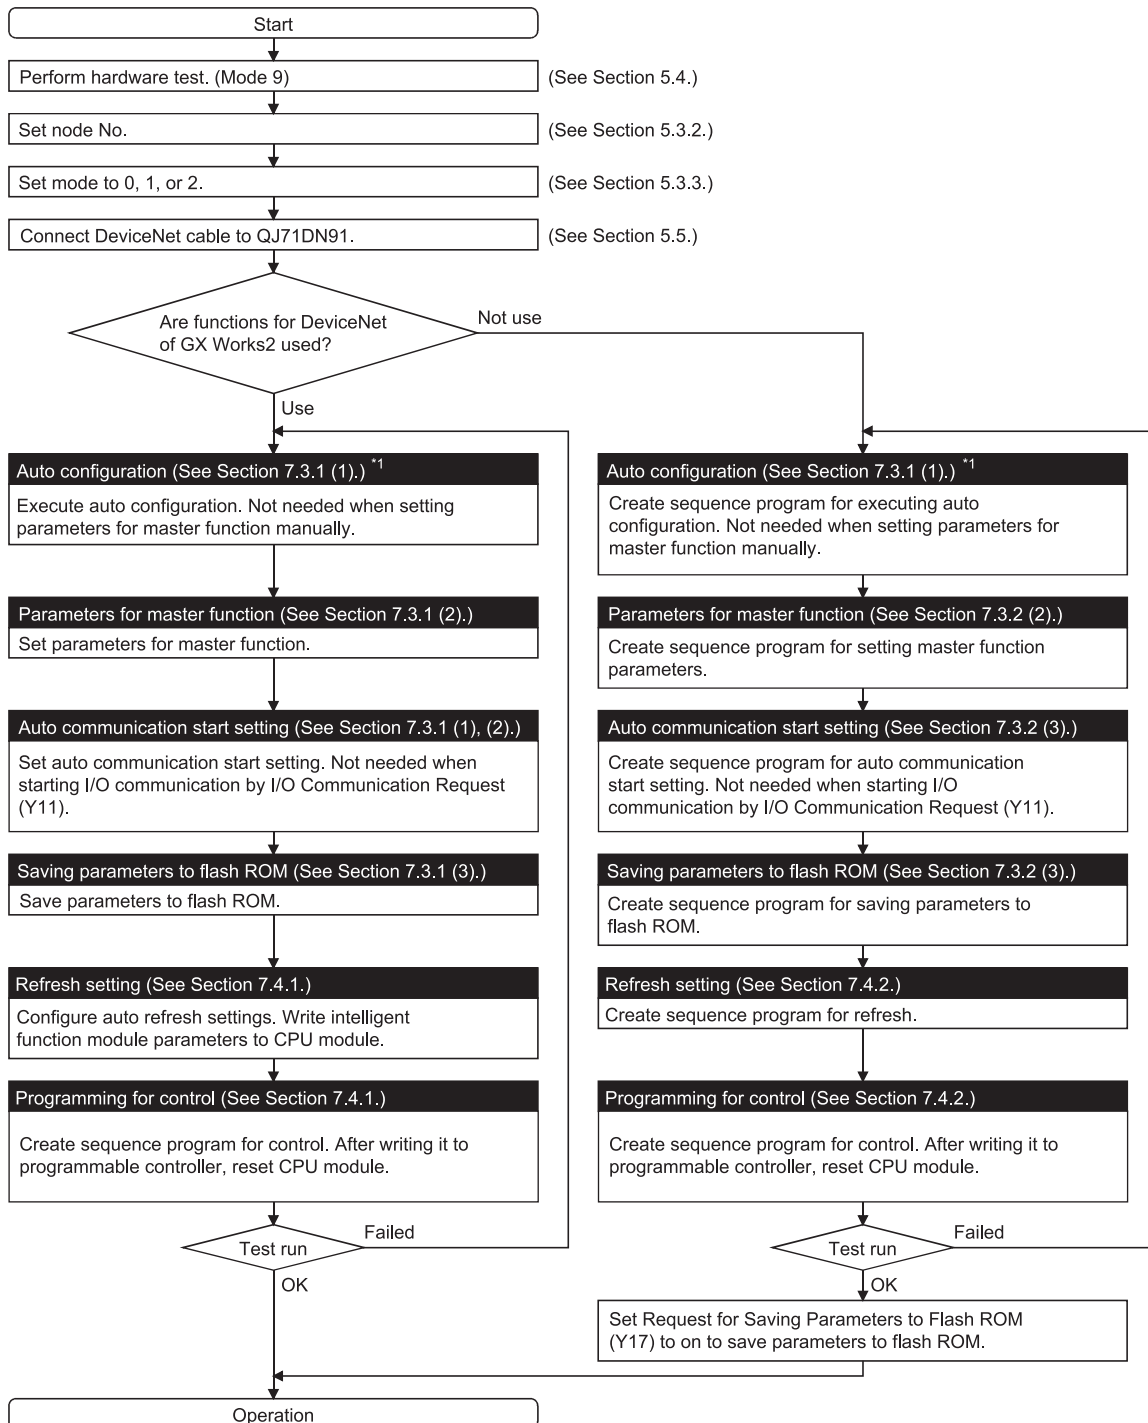 Start
Perform hardware test. (Mode 9)
(See Section 5.4.)
Set node No.
(See Section 5.3.2.)
Set mode to 0, 1, or 2.
(See Section 5.3.3.)
Connect DeviceNet cable to QJ71DN91.
(See Section 5.5.)
Are functions for DeviceNet
of GX Works2 used?
Not use
Use
Auto configuration (See Section 7.3.1 (1).) *1
Execute auto configuration. Not needed when setting
parameters for master function manually.
Parameters for master function (See Section 7.3.1 (2).)
Set parameters for master function.
Auto communication start setting (See Section 7.3.1 (1), (2).)
Set auto communication start setting. Not needed when
starting I/O communication by I/O Communication Request
(Y11).
Saving parameters to flash ROM (See Section 7.3.1 (3).)
Save parameters to flash ROM.
Refresh setting (See Section 7.4.1.)
Configure auto refresh settings. Write intelligent
function module parameters to CPU module.
Programming for control (See Section 7.4.1.)
Create sequence program for control. After writing it to
programmable controller, reset CPU module.
Test run
Failed
OK
Auto configuration (See Section 7.3.1 (1).) *1
Create sequence program for executing auto
configuration. Not needed when setting parameters for
master function manually.
Parameters for master function (See Section 7.3.2 (2).)
Create sequence program for setting master function
parameters.
Auto communication start setting (See Section 7.3.2 (3).)
Create sequence program for auto communication
start setting. Not needed when starting I/O
communication by I/O Communication Request (Y11).
Saving parameters to flash ROM (See Section 7.3.2 (3).)
Create sequence program for saving parameters to
flash ROM.
Refresh setting (See Section 7.4.2.)
Create sequence program for refresh.
Programming for control (See Section 7.4.2.)
Create sequence program for control. After writing it to
programmable controller, reset CPU module.
Test run
Failed
OK
Set Request for Saving Parameters to Flash ROM
(Y17) to on to save parameters to flash ROM.
Operation